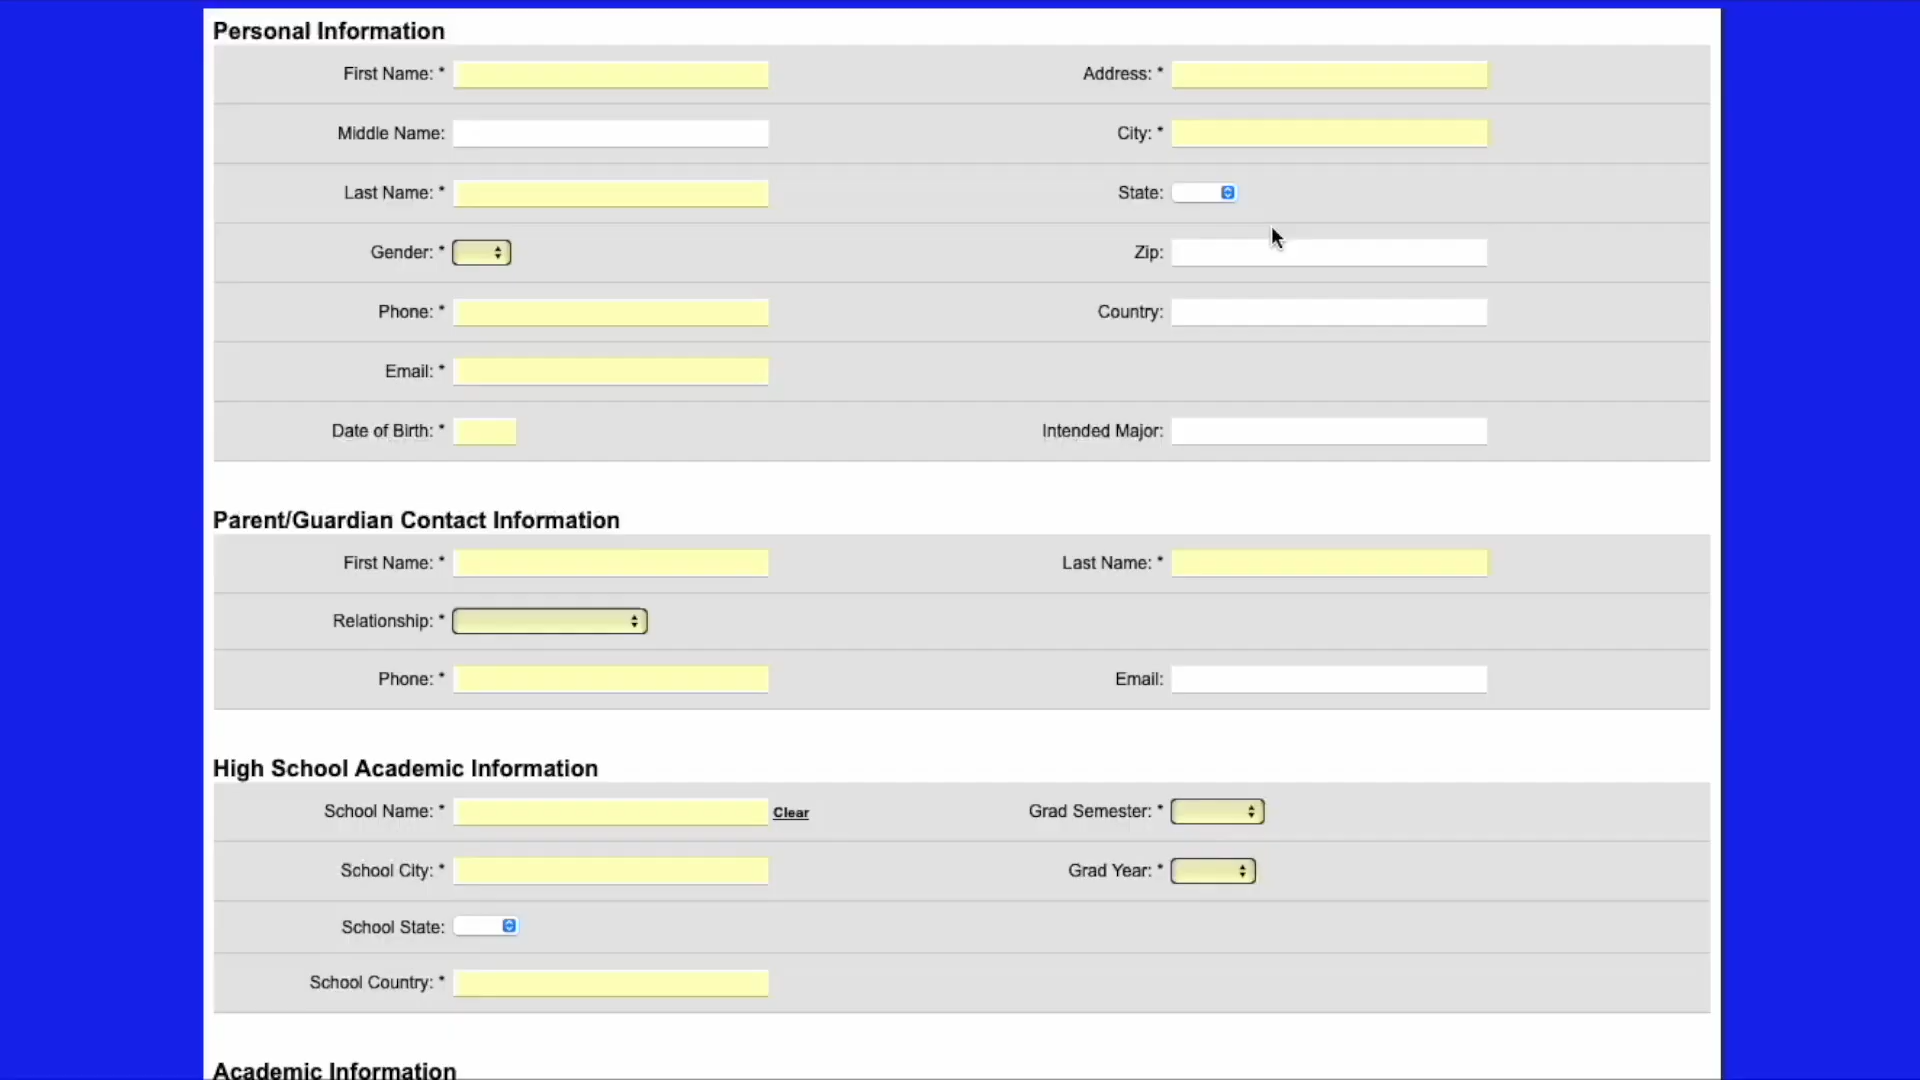 Personal Information
First Name: * Address: *
Middle Name: City: *
Last Name: * State:
Gender: * Zip:
Phone: * Country:
Email: *
Date of Birth: * Intended Major:
Parent/Guardian Contact Information
First Name: * Last Name: *
Relationship: *
Phone: * Email:
High School Academic Information
School Name: * Clear Grad Semester: *
School City: * Grad Year: *
School State:
School Country: *
Academic Information